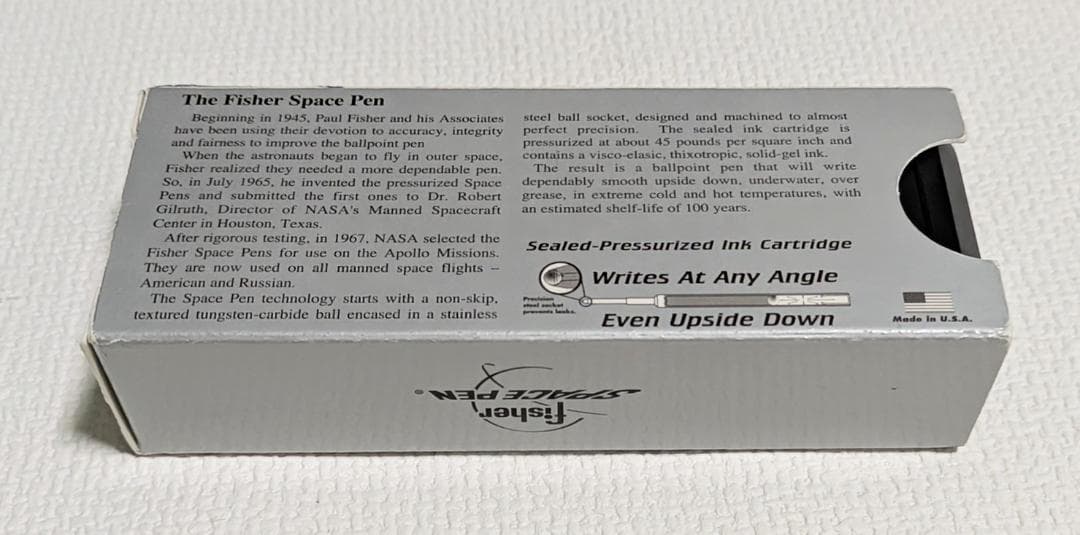 The Fisher Space Pen
Beginning in 1945, Paul Fisher and his Associates
have been using their devotion to accuracy, integrity
and fairness to improve the ballpoint pen
When the astronauts began to fly in outer space,
Fisher realized they needed a more dependable pen.
So, in July 1965, he invented the pressurized Space
Pens and submitted the first ones to Dr. Robert
Gilruth, Director of NASA's Manned Spacecraft
Center in Houston, Texas.
After rigorous testing, in 1967, NASA selected the
Fisher Space Pens for use on the Apollo Missions.
They are now used on all manned space flights –
American and Russian.
The Space Pen technology starts with a non-skip,
textured tungsten-carbide ball encased in a stainless
steel ball socket, designed and machined to almost
perfect precision. The sealed ink cartridge is
pressurized at about 45 pounds per square inch and
contains a visco-elasic, thixotropic, solid-gel ink.
The result is a ballpoint pen that will write
dependably smooth upside down, underwater, over
grease, in extreme cold and hot temperatures, with
an estimated shelf-life of 100 years.
Sealed-Pressurized Ink Cartridge
Writes At Any Angle
Precision
steel socket
prevents leaks.
Even Upside Down
Made in U.S.A.
fisher
SPACE PEN®